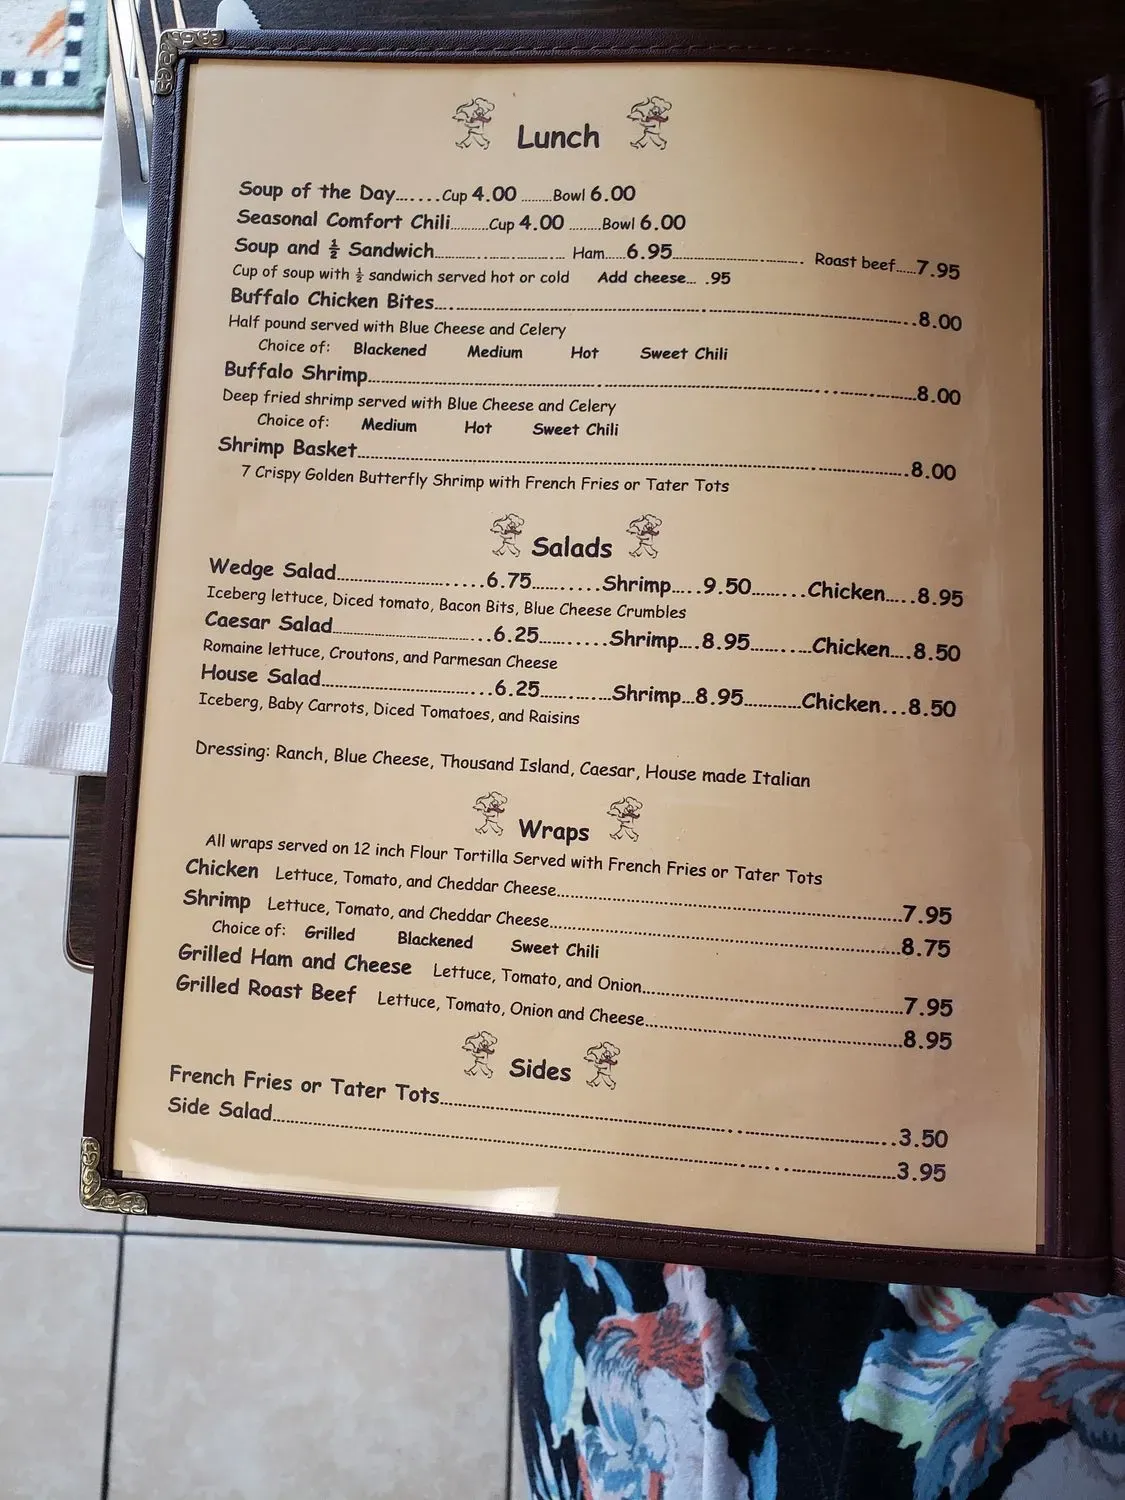 Lunch
Soup of the Day.......Cup 4.00 .........Bowl 6.00
Seasonal Comfort Chili..........Cup 4.00 .........Bowl 6.00
Soup and ½ Sandwich.................................... Ham.....6.95.................................... Roast beef.....7.95
Cup of soup with ½ sandwich served hot or cold Add cheese... .95
Buffalo Chicken Bites........................................................................8.00
Half pound served with Blue Cheese and Celery
Choice of: Blackened Medium Hot Sweet Chili
Buffalo Shrimp........................................................................8.00
Deep fried shrimp served with Blue Cheese and Celery
Choice of: Medium Hot Sweet Chili
Shrimp Basket........................................................................8.00
7 Crispy Golden Butterfly Shrimp with French Fries or Tater Tots
Salads
Wedge Salad..............................6.75............Shrimp.....9.50...........Chicken.....8.95
Iceberg lettuce, Diced tomato, Bacon Bits, Blue Cheese Crumbles
Caesar Salad..............................6.25............Shrimp....8.95............Chicken....8.50
Romaine lettuce, Croutons, and Parmesan Cheese
House Salad..............................6.25............Shrimp...8.95............Chicken...8.50
Iceberg, Baby Carrots, Diced Tomatoes, and Raisins
Dressing: Ranch, Blue Cheese, Thousand Island, Caesar, House made Italian
Wraps
All wraps served on 12 inch Flour Tortilla Served with French Fries or Tater Tots
Chicken Lettuce, Tomato, and Cheddar Cheese............................................7.95
Shrimp Lettuce, Tomato, and Cheddar Cheese............................................8.75
Choice of: Grilled Blackened Sweet Chili
Grilled Ham and Cheese Lettuce, Tomato, and Onion................................7.95
Grilled Roast Beef Lettuce, Tomato, Onion and Cheese................................8.95
Sides
French Fries or Tater Tots............................................................3.50
Side Salad........................................................................3.95